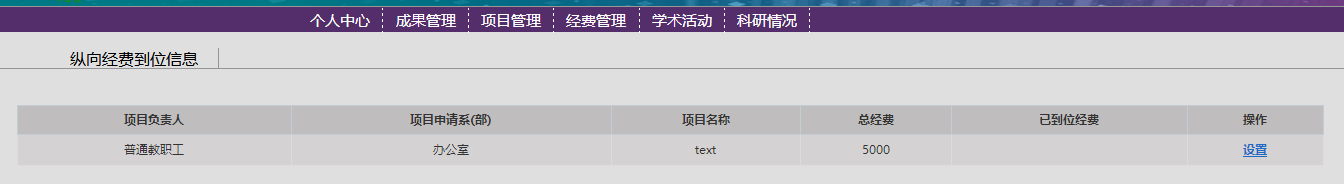 个人中心 成果管理 项目管理 经费管理 学术活动 科研情况
纵向经费到位信息
项目负责人 项目申请系(部) 项目名称 总经费 已到位经费 操作
普通教职工 办公室 text 5000 设置